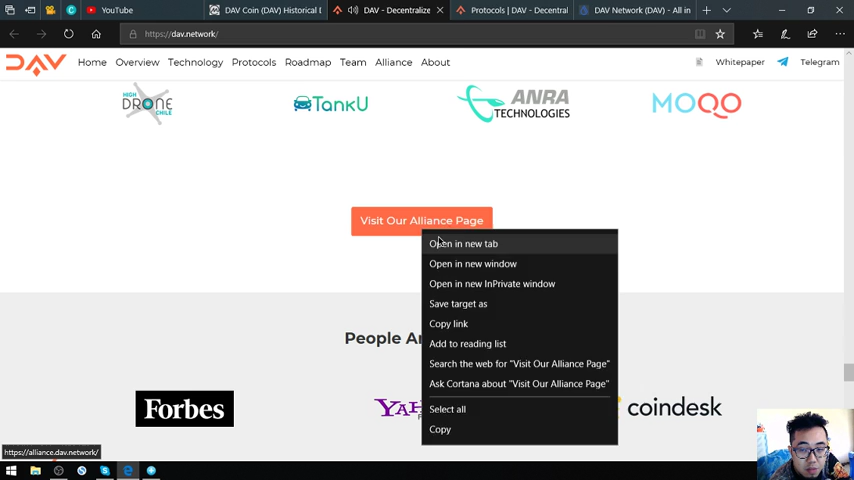 YouTube
DAV Coin (DAV) Historical
DAV - Decentralize
Protocols | DAV - Decentral
DAV Network (DAV) - All in
https://dav.network/
DAV
Home
Overview
Technology
Protocols
Roadmap
Team
Alliance
About
Whitepaper
Telegram
HIGH
DRONE
CHILE
TankU
ANRA
TECHNOLOGIES
MOQO
Visit Our Alliance Page
Open in new tab
Open in new window
Open in new InPrivate window
Save target as
Copy link
Add to reading list
Search the web for "Visit Our Alliance Page"
Ask Cortana about "Visit Our Alliance Page"
Select all
Copy
People
Forbes
coindesk
https://alliance.dav.network/